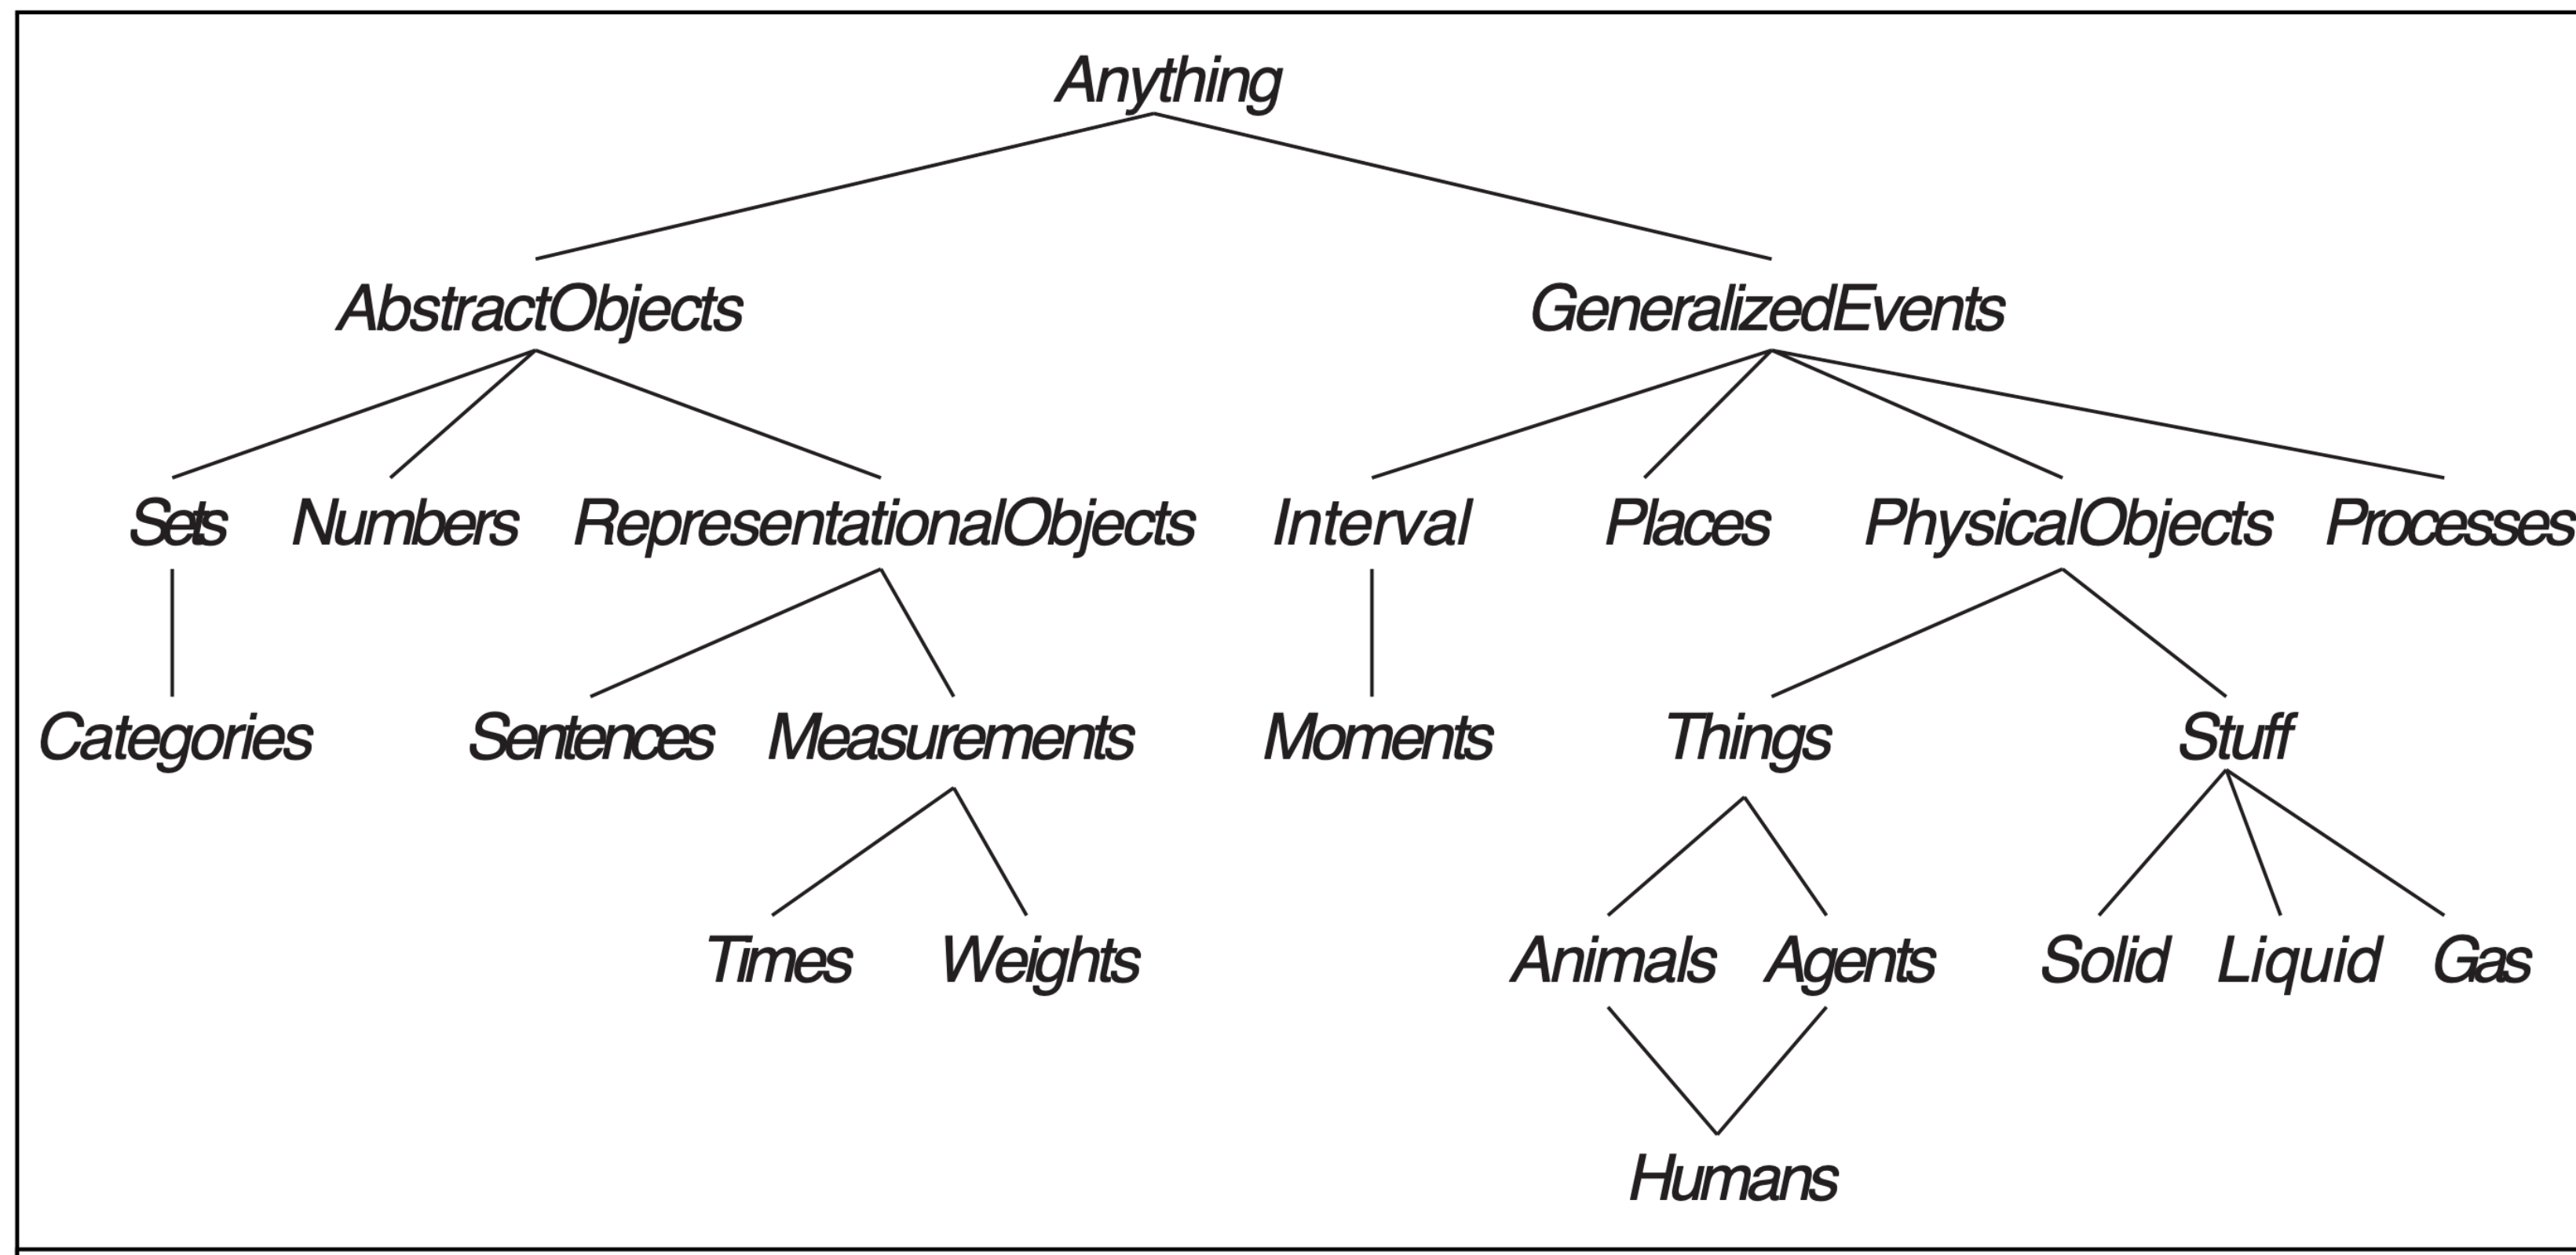 Anything
AbstractObjects GeneralizedEvents
Sets Numbers RepresentationalObjects Interval Places PhysicalObjects Processes
Categories Sentences Measurements Moments Things Stuff
Times Weights Animals Agents Solid Liquid Gas
Humans